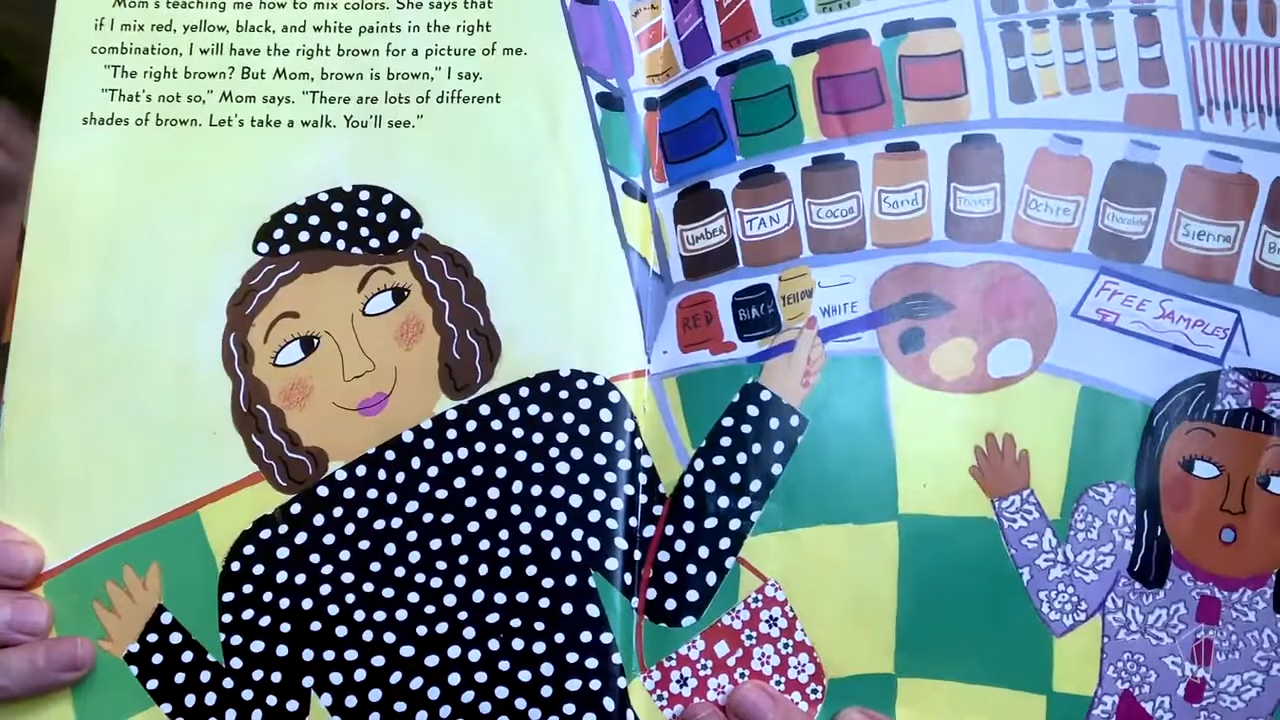 Mom's teaching me how to mix colors. She says that
if I mix red, yellow, black, and white paints in the right
combination, I will have the right brown for a picture of me.
"The right brown? But Mom, brown is brown," I say.
"That's not so," Mom says. "There are lots of different
shades of brown. Let's take a walk. You'll see."
UMBER
TAN
COCOA
Sand
TOAST
Ochre
Chocolate
Sienna
RED
BLACK
YELLOW
WHITE
FREE SAMPLES